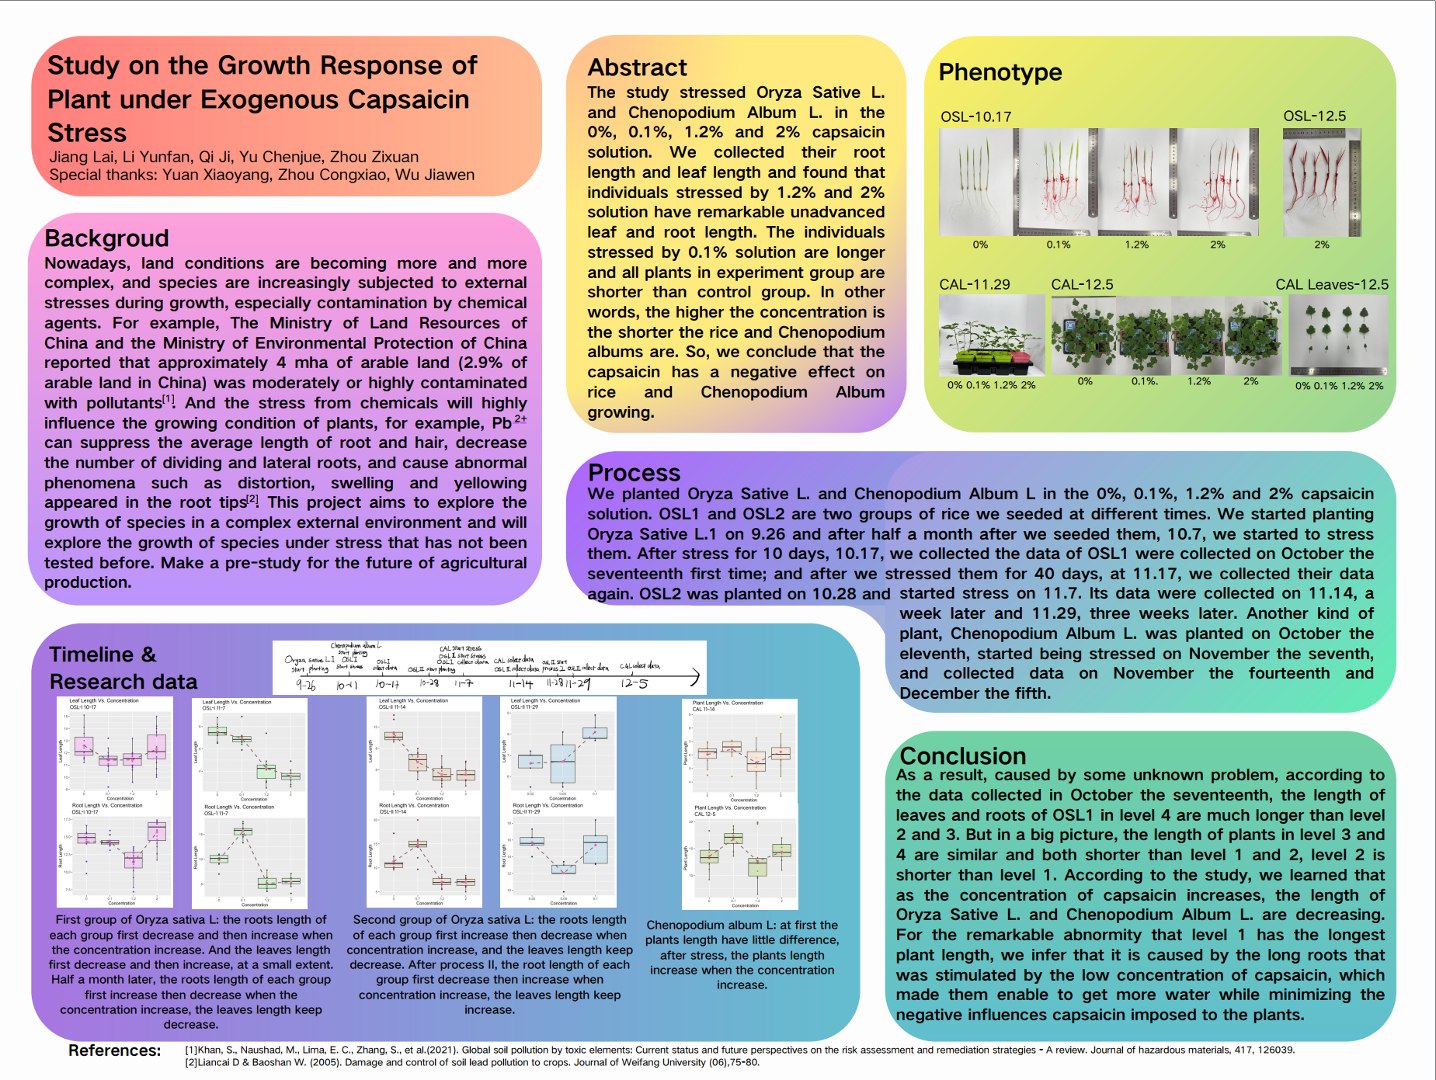 Study on the Growth Response of
Plant under Exogenous Capsaicin
Stress
Jiang Lai, Li Yunfan, Qi Ji, Yu Chenjue, Zhou Zixuan
Special thanks: Yuan Xiaoyang, Zhou Congxiao, Wu Jiawen
Backgroud
Nowadays, land conditions are becoming more and more
complex, and species are increasingly subjected to external
stresses during growth, especially contamination by chemical
agents. For example, The Ministry of Land Resources of
China and the Ministry of Environmental Protection of China
reported that approximately 4 mha of arable land (2.9% of
arable land in China) was moderately or highly contaminated
with pollutants[1]. And the stress from chemicals will highly
influence the growing condition of plants, for example, Pb2+
can suppress the average length of root and hair, decrease
the number of dividing and lateral roots, and cause abnormal
phenomena such as distortion, swelling and yellowing
appeared in the root tips[2]. This project aims to explore the
growth of species in a complex external environment and will
explore the growth of species under stress that has not been
tested before. Make a pre-study for the future of agricultural
production.
Abstract
The study stressed Oryza Sative L.
and Chenopodium Album L. in the
0%, 0.1%, 1.2% and 2% capsaicin
solution. We collected their root
length and leaf length and found that
individuals stressed by 1.2% and 2%
solution have remarkable unadvanced
leaf and root length. The individuals
stressed by 0.1% solution are longer
and all plants in experiment group are
shorter than control group. In other
words, the higher the concentration is
the shorter the rice and Chenopodium
albums are. So, we conclude that the
capsaicin has a negative effect on
rice and Chenopodium Album
growing.
Phenotype
OSL-10.17 OSL-12.5
0% 0.1% 1.2% 2% 2%
CAL-11.29 CAL-12.5 CAL Leaves-12.5
0% 0.1% 1.2% 2% 0% 0.1%. 1.2% 2% 0% 0.1% 1.2% 2%
Process
We planted Oryza Sative L. and Chenopodium Album L in the 0%, 0.1%, 1.2% and 2% capsaicin
solution. OSL1 and OSL2 are two groups of rice we seeded at different times. We started planting
Oryza Sative L.1 on 9.26 and after half a month after we seeded them, 10.7, we started to stress
them. After stress for 10 days, 10.17, we collected the data of OSL1 were collected on October the
seventeenth first time; and after we stressed them for 40 days, at 11.17, we collected their data
again. OSL2 was planted on 10.28 and started stress on 11.7. Its data were collected on 11.14, a
week later and 11.29, three weeks later. Another kind of
plant, Chenopodium Album L. was planted on October the
eleventh, started being stressed on November the seventh,
and collected data on November the fourteenth and
December the fifth.
Timeline &
Research data
Chenopodium album L
start planting
Oryza sativa L I
start planting
OSL I
start stress
OSL I
collect data
OSL II start planting
CAL start stress
OSL II start stress
OSL I collect data
CAL collect data
OSL II collect data
OSL II collect data
CAL collect data
9-26 10-11 10-17 10-28 11-7 11-14 11-28 11-29 12-5
Leaf Length Vs. Concentration
OSL-I 10-17
Leaf Length
Concentration
Leaf Length Vs. Concentration
OSL-I 11-7
Leaf Length
Concentration
Leaf Length Vs. Concentration
OSL-II 11-14
Leaf Length
Concentration
Leaf Length Vs. Concentration
OSL-II 11-29
Leaf Length
Concentration
Plant Length Vs. Concentration
CAL 11-14
Plant Length
Concentration
Root Length Vs. Concentration
OSL-I 10-17
Root Length
Concentration
Root Length Vs. Concentration
OSL-I 11-7
Root Length
Concentration
Root Length Vs. Concentration
OSL-II 11-14
Root Length
Concentration
Root Length Vs. Concentration
OSL-II 11-29
Root Length
Concentration
Plant Length Vs. Concentration
CAL 12-5
Plant Length
Concentration
First group of Oryza sativa L: the roots length of
each group first decrease and then increase when
the concentration increase. And the leaves length
first decrease and then increase, at a small extent.
Half a month later, the roots length of each group
first increase then decrease when the
concentration increase, the leaves length keep
decrease.
Second group of Oryza sativa L: the roots length
of each group first increase then decrease when
concentration increase, and the leaves length keep
decrease. After process II, the root length of each
group first decrease then increase when
concentration increase, the leaves length keep
increase.
Chenopodium album L: at first the
plants length have little difference,
after stress, the plants length
increase when the concentration
increase.
Conclusion
As a result, caused by some unknown problem, according to
the data collected in October the seventeenth, the length of
leaves and roots of OSL1 in level 4 are much longer than level
2 and 3. But in a big picture, the length of plants in level 3 and
4 are similar and both shorter than level 1 and 2, level 2 is
shorter than level 1. According to the study, we learned that
as the concentration of capsaicin increases, the length of
Oryza Sative L. and Chenopodium Album L. are decreasing.
For the remarkable abnormity that level 1 has the longest
plant length, we infer that it is caused by the long roots that
was stimulated by the low concentration of capsaicin, which
made them enable to get more water while minimizing the
negative influences capsaicin imposed to the plants.
References:
[1]Khan, S., Naushad, M., Lima, E. C., Zhang, S., et al.(2021). Global soil pollution by toxic elements: Current status and future perspectives on the risk assessment and remediation strategies - A review. Journal of hazardous materials, 417, 126039.
[2]Liancai D & Baoshan W. (2005). Damage and control of soil lead pollution to crops. Journal of Weifang University (06),75-80.